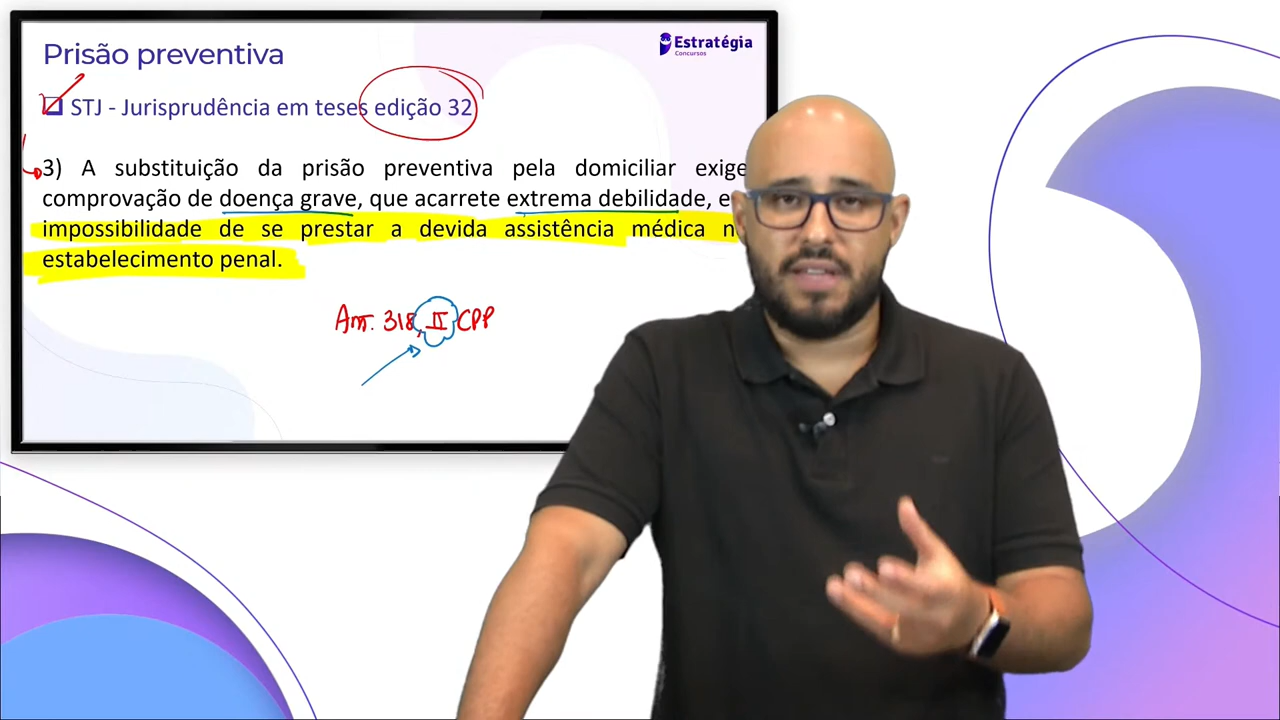 Prisão preventiva
Estratégia
Concursos
STJ - Jurisprudência em teses edição 32
3) A substituição da prisão preventiva pela domiciliar exige
comprovação de doença grave, que acarrete extrema debilidade, e
impossibilidade de se prestar a devida assistência médica n
estabelecimento penal.
Art. 318, II CPP